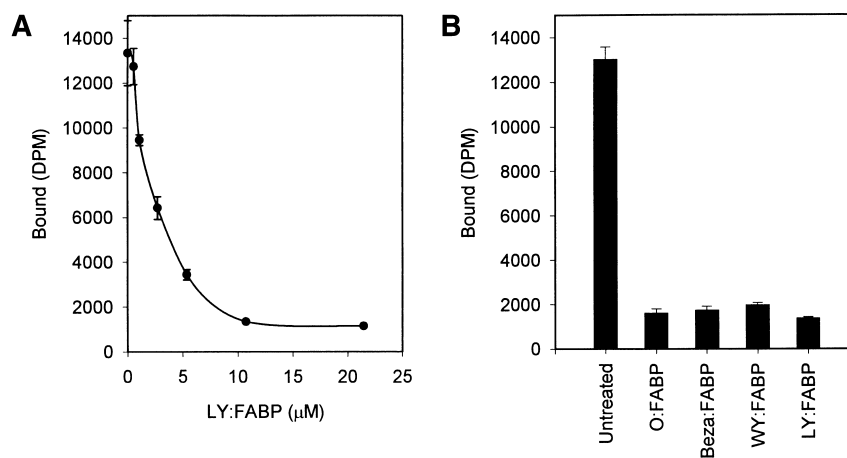 A
14000
12000
10000
8000
6000
4000
2000
0
Bound (DPM)
0 5 10 15 20 25
LY:FABP (μM)
B
14000
12000
10000
8000
6000
4000
2000
0
Bound (DPM)
Untreated
O:FABP
Beza:FABP
WY:FABP
LY:FABP